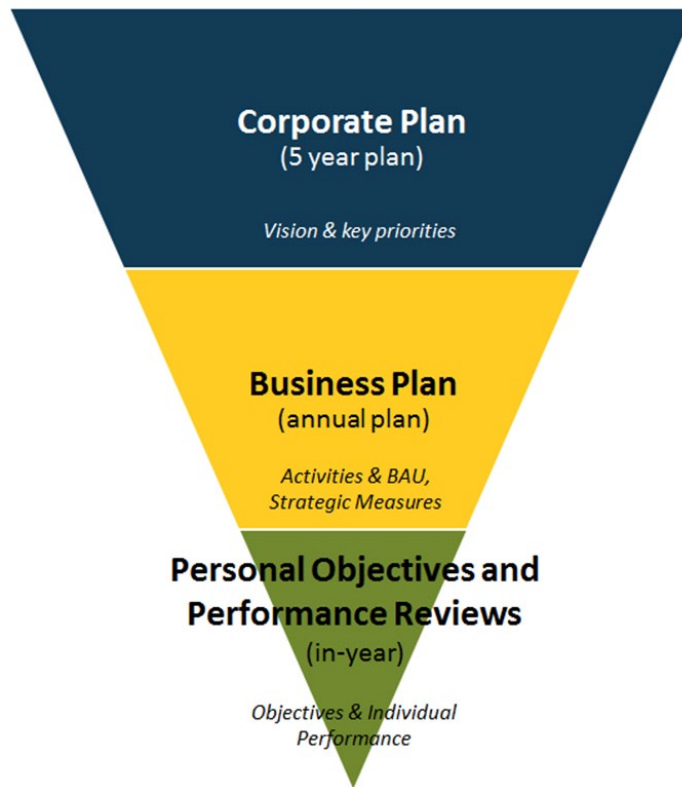 Corporate Plan
(5 year plan)
Vision & key priorities
Business Plan
(annual plan)
Activities & BAU,
Strategic Measures
Personal Objectives and
Performance Reviews
(in-year)
Objectives & Individual
Performance